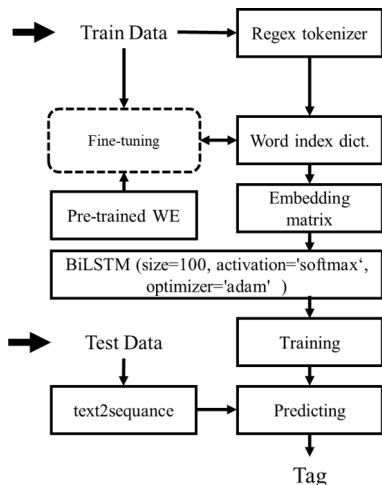 Train Data
Regex tokenizer
Fine-tuning
Word index dict.
Pre-trained WE
Embedding
matrix
BiLSTM (size=100, activation='softmax‘,
optimizer='adam' )
Test Data
Training
text2sequance
Predicting
Tag